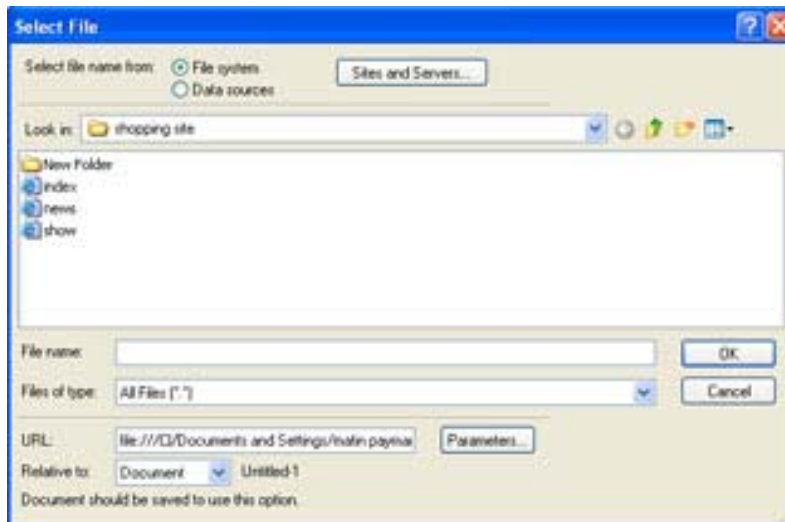 Select File
Select file name from: File system Sites and Servers...
Data sources
Look in: shopping site
New Folder
index
news
show
File name: OK
Files of type: All Files (*.*) Cancel
URL: file:///C|/Documents and Settings/matin paymai Parameters...
Relative to: Document Untitled-1
Document should be saved to use this option.